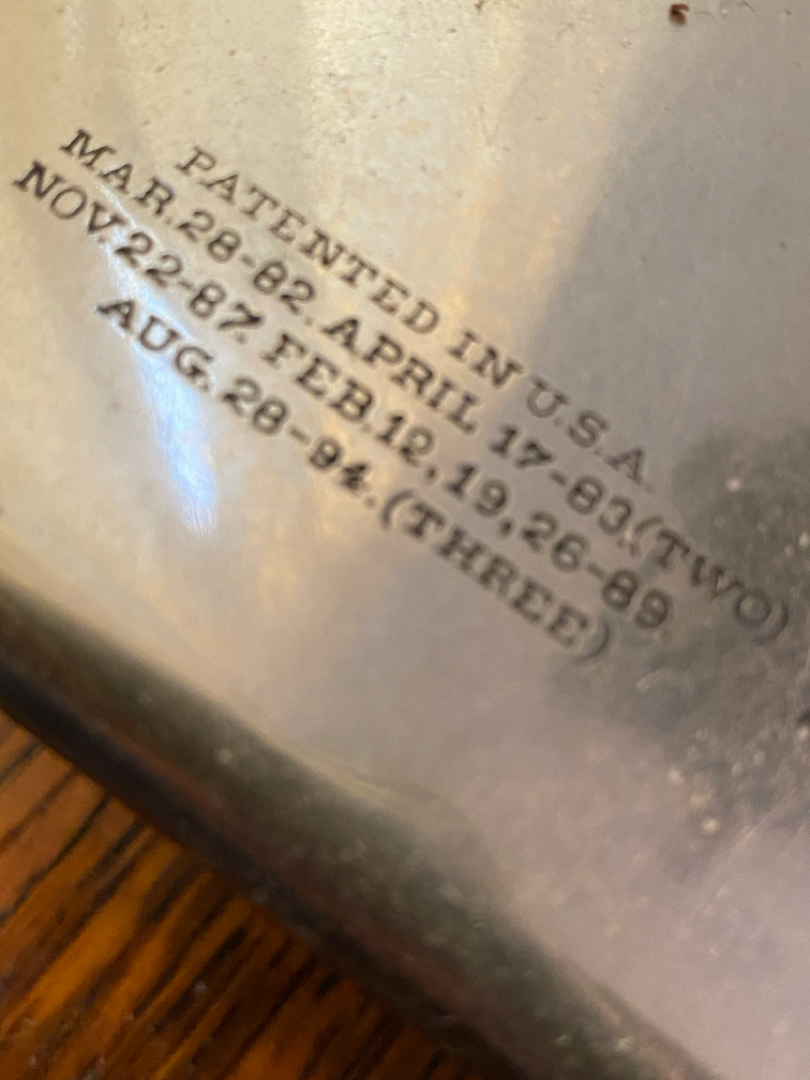 PATENTED IN U.S.A.
MAR.28-82. APRIL 17-83(TWO)
NOV.22-87. FEB.12,19,26-89.
AUG. 28-94.(THREE)